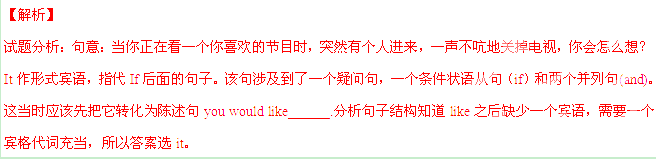 【解析】
试题分析：句意：当你正在看一个你喜欢的节目时，突然有个人进来，一声不吭地关掉电视，你会怎么想？
It 作形式宾语，指代 If 后面的句子。该句涉及到了一个疑问句，一个条件状语从句（if）和两个并列句(and)。
这当时应该先把它转化为陈述句 you would like______.分析句子结构知道 like 之后缺少一个宾语，需要一个
宾格代词充当，所以答案选 it。